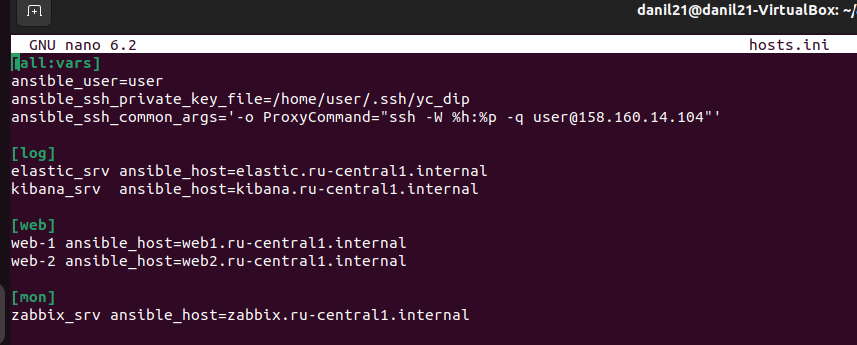 danil21@danil21-VirtualBox: ~/
GNU nano 6.2 hosts.ini
[all:vars]
ansible_user=user
ansible_ssh_private_key_file=/home/user/.ssh/yc_dip
ansible_ssh_common_args='-o ProxyCommand="ssh -W %h:%p -q user@158.160.14.104"'
[log]
elastic_srv ansible_host=elastic.ru-central1.internal
kibana_srv  ansible_host=kibana.ru-central1.internal
[web]
web-1 ansible_host=web1.ru-central1.internal
web-2 ansible_host=web2.ru-central1.internal
[mon]
zabbix_srv ansible_host=zabbix.ru-central1.internal